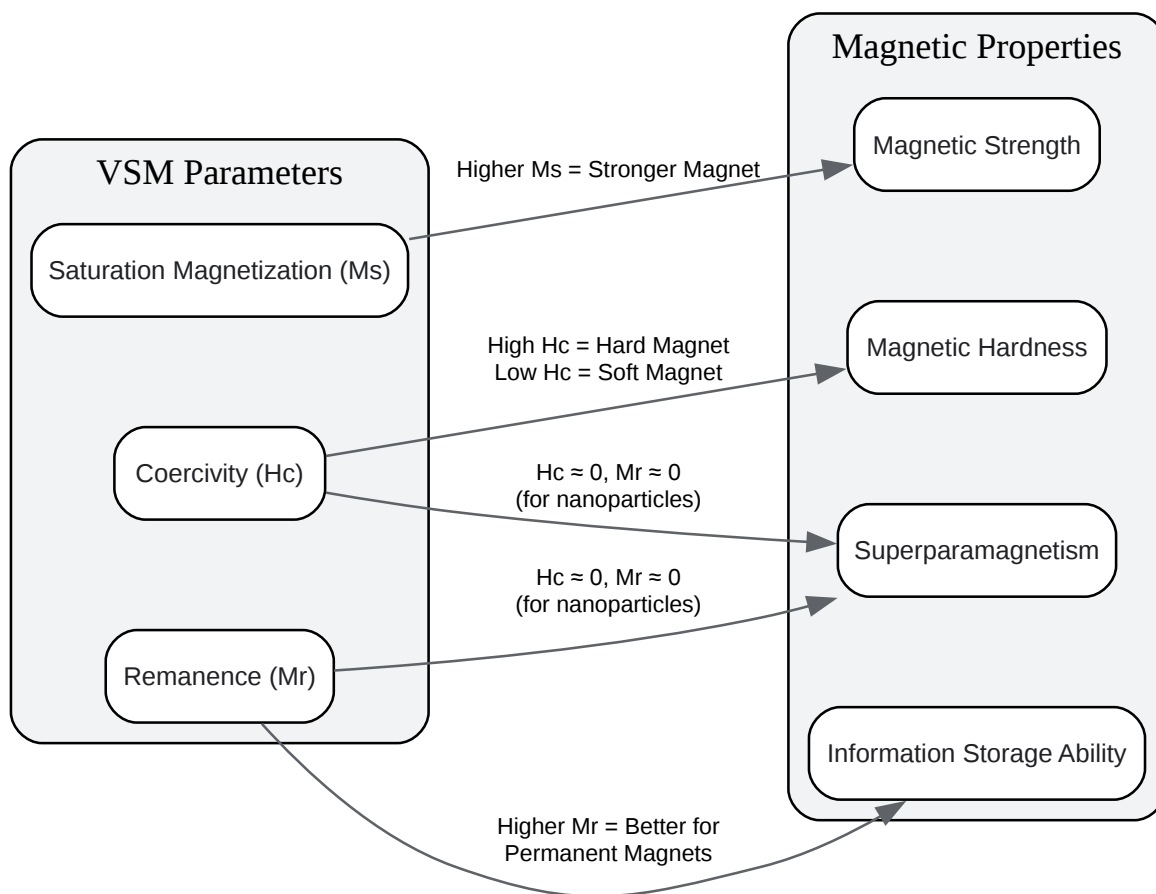 Magnetic Properties
Magnetic Strength
VSM Parameters
Higher Ms = Stronger Magnet
Saturation Magnetization (Ms)
High Hc = Hard Magnet
Low Hc = Soft Magnet
Magnetic Hardness
Coercivity (Hc)
Hc ≈ 0, Mr ≈ 0
(for nanoparticles)
Superparamagnetism
Hc ≈ 0, Mr ≈ 0
(for nanoparticles)
Remanence (Mr)
Information Storage Ability
Higher Mr = Better for
Permanent Magnets